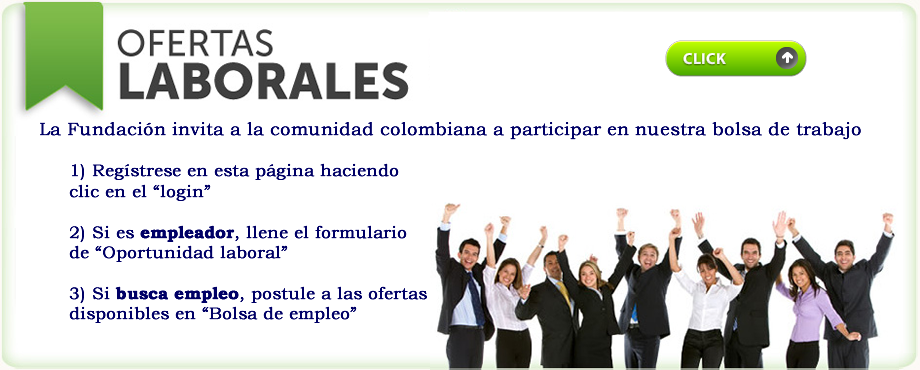 OFERTAS
LABORALES
CLICK
La Fundación invita a la comunidad colombiana a participar en nuestra bolsa de trabajo
1) Regístrese en esta página haciendo
clic en el “login”
2) Si es empleador, llene el formulario
de “Oportunidad laboral”
3) Si busca empleo, postule a las ofertas
disponibles en “Bolsa de empleo”